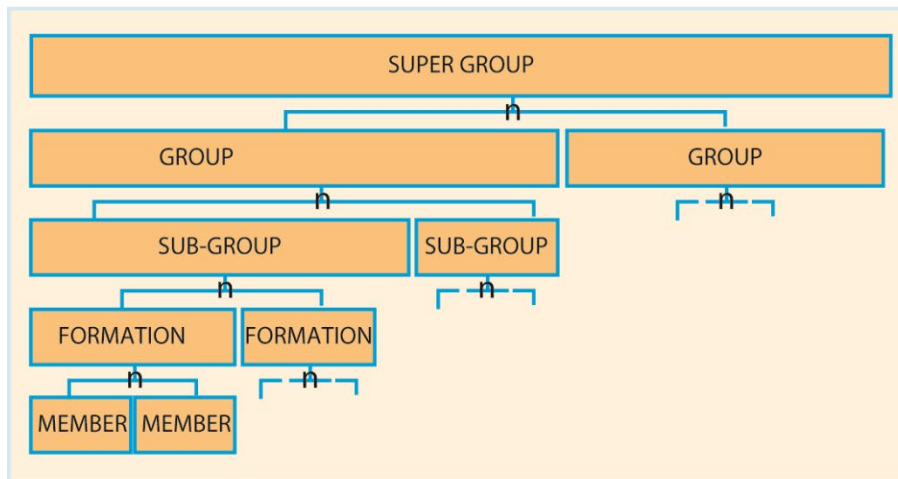 SUPER GROUP
n
GROUP GROUP
n n
SUB-GROUP SUB-GROUP
n n
FORMATION FORMATION
n n
MEMBER MEMBER